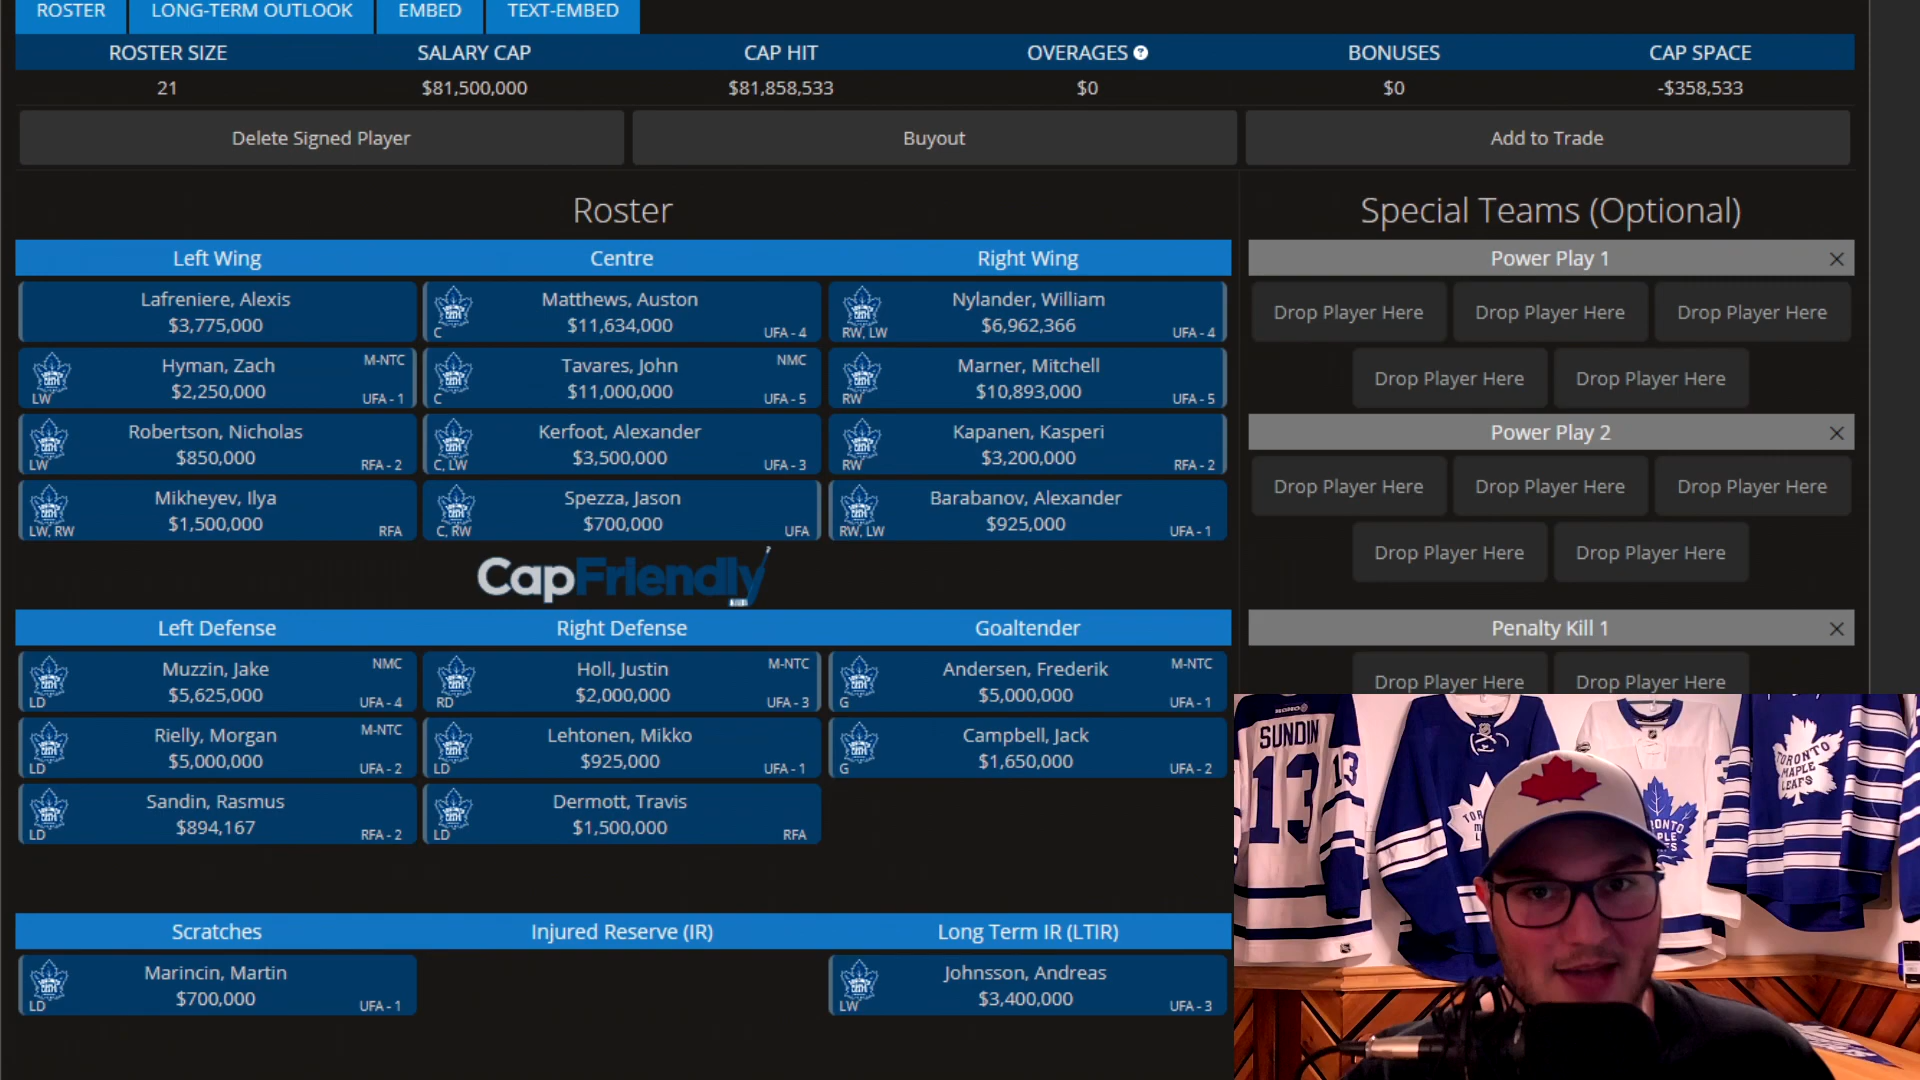 ROSTER LONG-TERM OUTLOOK EMBED TEXT-EMBED
ROSTER SIZE SALARY CAP CAP HIT OVERAGES ? BONUSES CAP SPACE
21 $81,500,000 $81,858,533 $0 $0 -$358,533
Delete Signed Player Buyout Add to Trade
Roster
Left Wing Centre Right Wing
Lafreniere, Alexis
$3,775,000
Matthews, Auston
$11,634,000
C UFA - 4
Nylander, William
$6,962,366
RW, LW UFA - 4
Hyman, Zach M-NTC
$2,250,000
LW UFA - 1
Tavares, John NMC
$11,000,000
C UFA - 5
Marner, Mitchell
$10,893,000
RW UFA - 5
Robertson, Nicholas
$850,000
LW RFA - 2
Kerfoot, Alexander
$3,500,000
C, LW UFA - 3
Kapanen, Kasperi
$3,200,000
RW RFA - 2
Mikheyev, Ilya
$1,500,000
LW, RW RFA
Spezza, Jason
$700,000
C, RW UFA
Barabanov, Alexander
$925,000
RW, LW UFA - 1
CapFriendly
Left Defense Right Defense Goaltender
Muzzin, Jake NMC
$5,625,000
LD UFA - 4
Holl, Justin M-NTC
$2,000,000
RD UFA - 3
Andersen, Frederik M-NTC
$5,000,000
G UFA - 1
Rielly, Morgan M-NTC
$5,000,000
LD UFA - 2
Lehtonen, Mikko
$925,000
LD UFA - 1
Campbell, Jack
$1,650,000
G UFA - 2
Sandin, Rasmus
$894,167
LD RFA - 2
Dermott, Travis
$1,500,000
LD RFA
Scratches Injured Reserve (IR) Long Term IR (LTIR)
Marincin, Martin
$700,000
LD UFA - 1
Johnsson, Andreas
$3,400,000
LW UFA - 3
Special Teams (Optional)
Power Play 1
Drop Player Here Drop Player Here Drop Player Here
Drop Player Here Drop Player Here
Power Play 2
Drop Player Here Drop Player Here Drop Player Here
Drop Player Here Drop Player Here
Penalty Kill 1
Drop Player Here Drop Player Here
SUNDIN
13
13
TORONTO
MAPLE
LEAFS